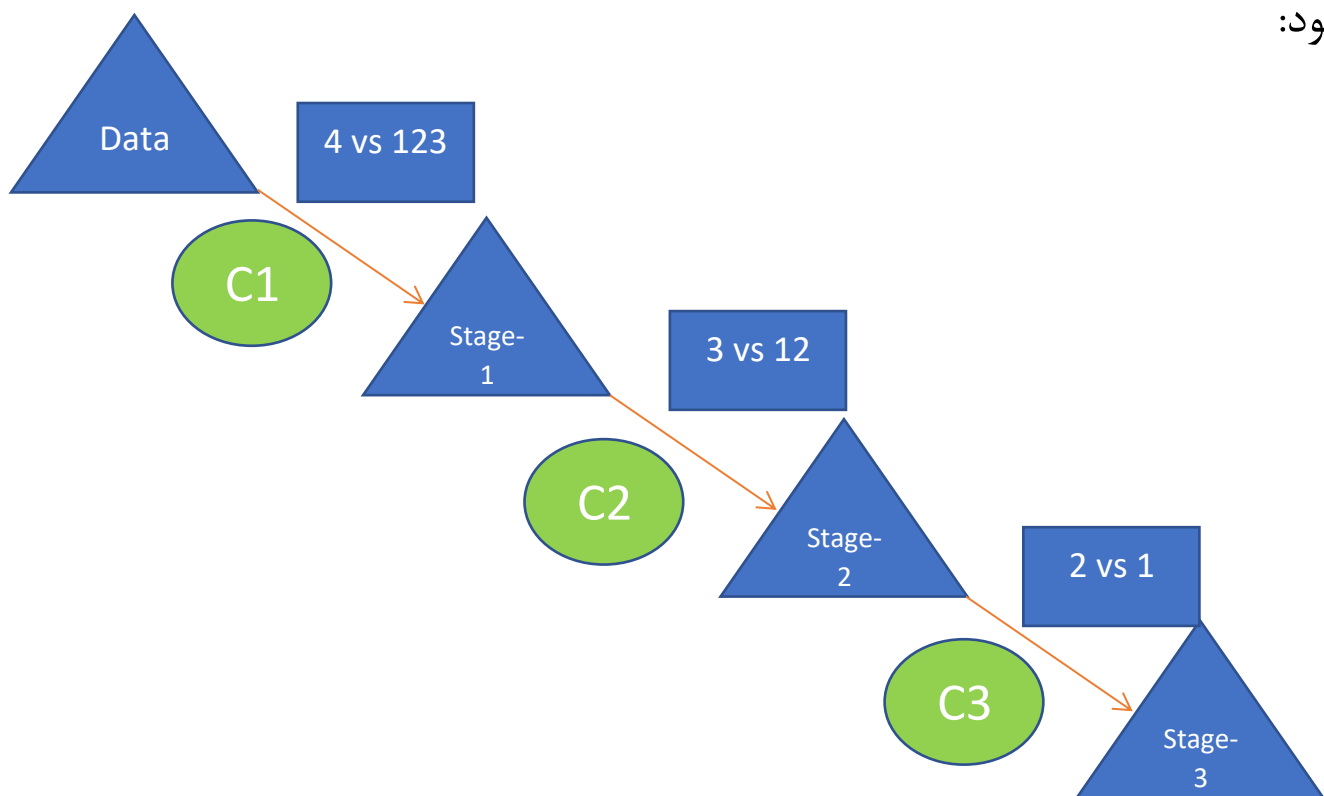 ود:
Data
4 vs 123
C1
Stage-
1
3 vs 12
C2
Stage-
2
2 vs 1
C3
Stage-
3